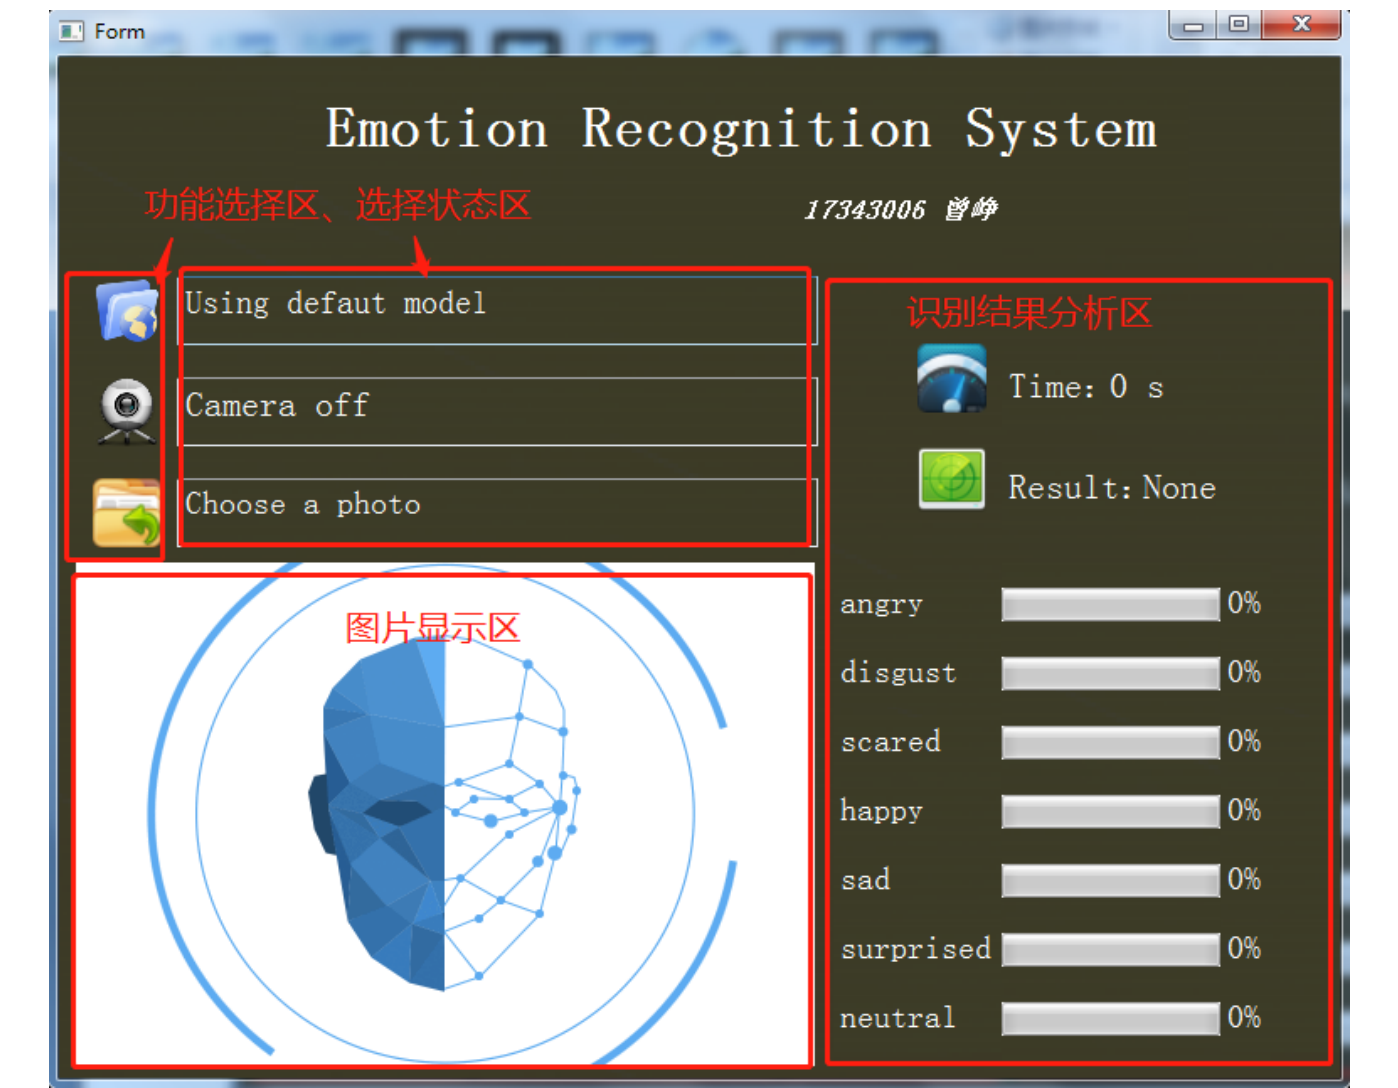 Form
Emotion Recognition System
功能选择区、选择状态区
17343006 曾峥
Using defaut model
Camera off
Choose a photo
识别结果分析区
Time: 0 s
Result: None
图片显示区
angry 0%
disgust 0%
scared 0%
happy 0%
sad 0%
surprised 0%
neutral 0%